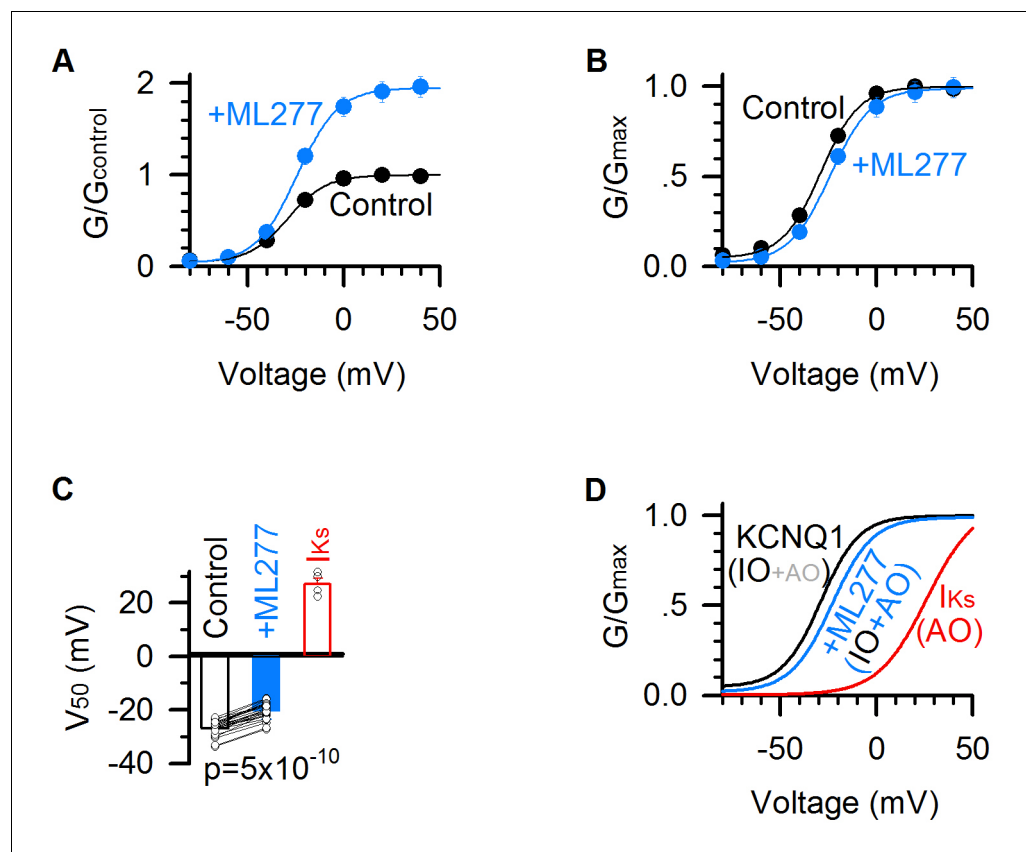 A
2
1
0
G/Gcontrol
+ML277
Control
-50
0
50
Voltage (mV)
B
1.0
.5
0.0
G/Gmax
Control
+ML277
-50
0
50
Voltage (mV)
C
20
0
-20
-40
V50 (mV)
Control
+ML277
IKs
p=5x10-10
D
1.0
.5
0.0
G/Gmax
KCNQ1
(IO+AO)
+ML277
(IO+AO)
IKs
(AO)
-50
0
50
Voltage (mV)